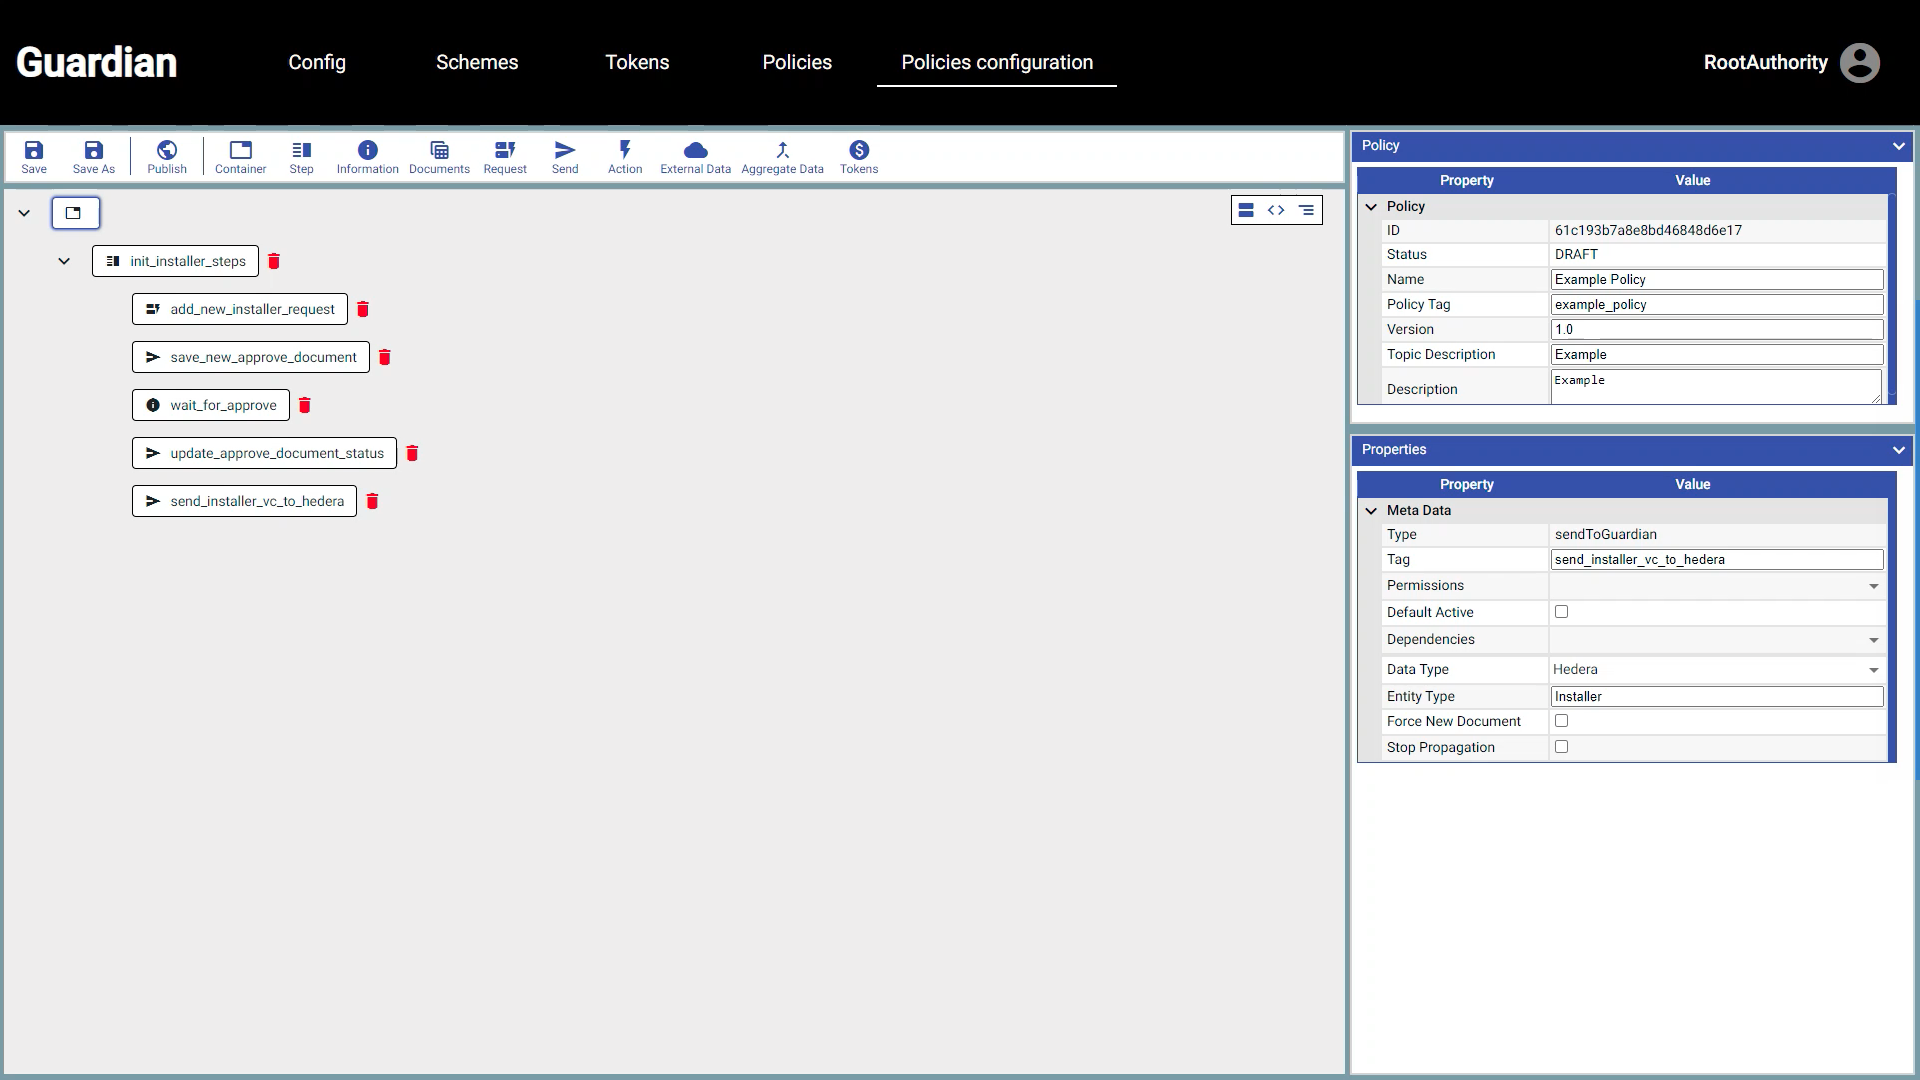 Guardian
Config
Schemes
Tokens
Policies
Policies configuration
RootAuthority
Save
Save As
Publish
Container
Step
Information
Documents
Request
Send
Action
External Data
Aggregate Data
Tokens
init_installer_steps
add_new_installer_request
save_new_approve_document
wait_for_approve
update_approve_document_status
send_installer_vc_to_hedera
Policy
Property Value
Policy
ID 61c193b7a8e8bd46848d6e17
Status DRAFT
Name Example Policy
Policy Tag example_policy
Version 1.0
Topic Description Example
Description Example
Properties
Property Value
Meta Data
Type sendToGuardian
Tag send_installer_vc_to_hedera
Permissions
Default Active
Dependencies
Data Type Hedera
Entity Type Installer
Force New Document
Stop Propagation